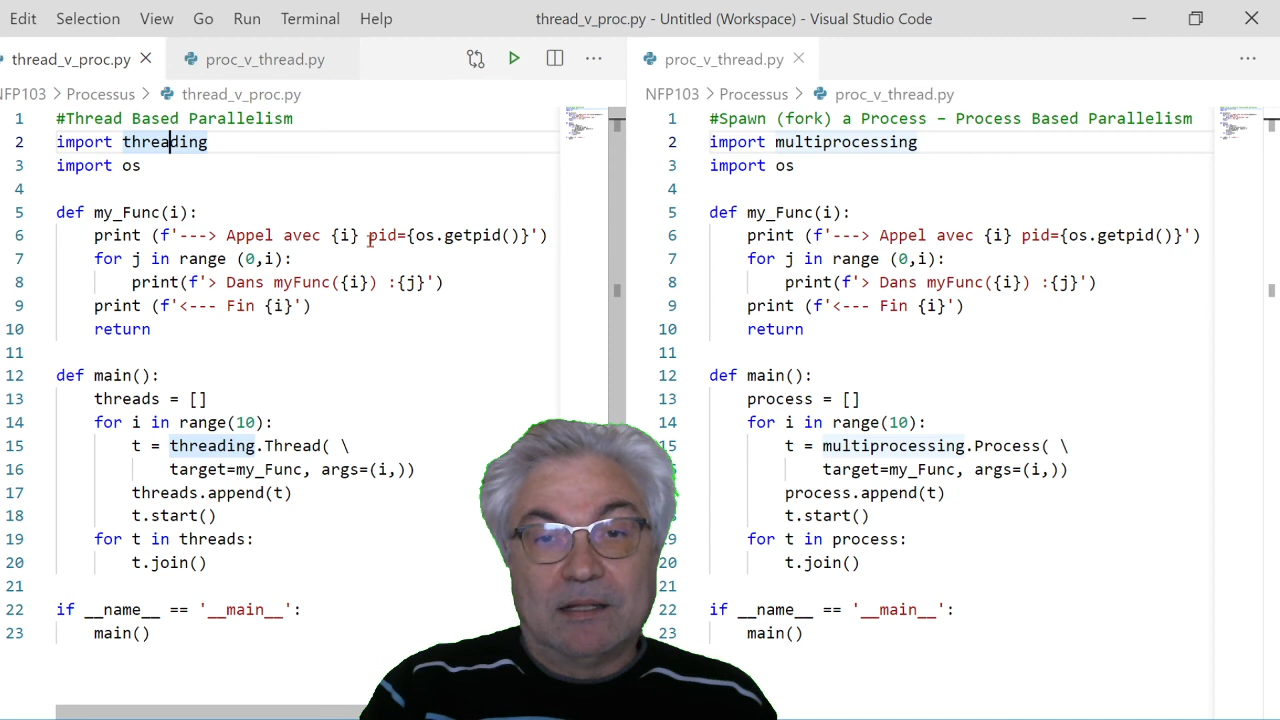 Edit Selection View Go Run Terminal Help thread_v_proc.py - Untitled (Workspace) - Visual Studio Code
thread_v_proc.py proc_v_thread.py
NFP103 > Processus > thread_v_proc.py
1 #Thread Based Parallelism
2 import threading
3 import os
4
5 def my_Func(i):
6 print (f'---> Appel avec {i} pid={os.getpid()}')
7 for j in range (0,i):
8 print(f'> Dans myFunc({i}) :{j}')
9 print (f'<--- Fin {i}')
10 return
11
12 def main():
13 threads = []
14 for i in range(10):
15 t = threading.Thread( \
16 target=my_Func, args=(i,))
17 threads.append(t)
18 t.start()
19 for t in threads:
20 t.join()
21
22 if __name__ == '__main__':
23 main()
proc_v_thread.py
NFP103 > Processus > proc_v_thread.py
1 #Spawn (fork) a Process - Process Based Parallelism
2 import multiprocessing
3 import os
4
5 def my_Func(i):
6 print (f'---> Appel avec {i} pid={os.getpid()}')
7 for j in range (0,i):
8 print(f'> Dans myFunc({i}) :{j}')
9 print (f'<--- Fin {i}')
10 return
11
12 def main():
13 process = []
14 for i in range(10):
15 t = multiprocessing.Process( \
target=my_Func, args=(i,))
process.append(t)
t.start()
for t in process:
20 t.join()
21
22 if __name__ == '__main__':
23 main()